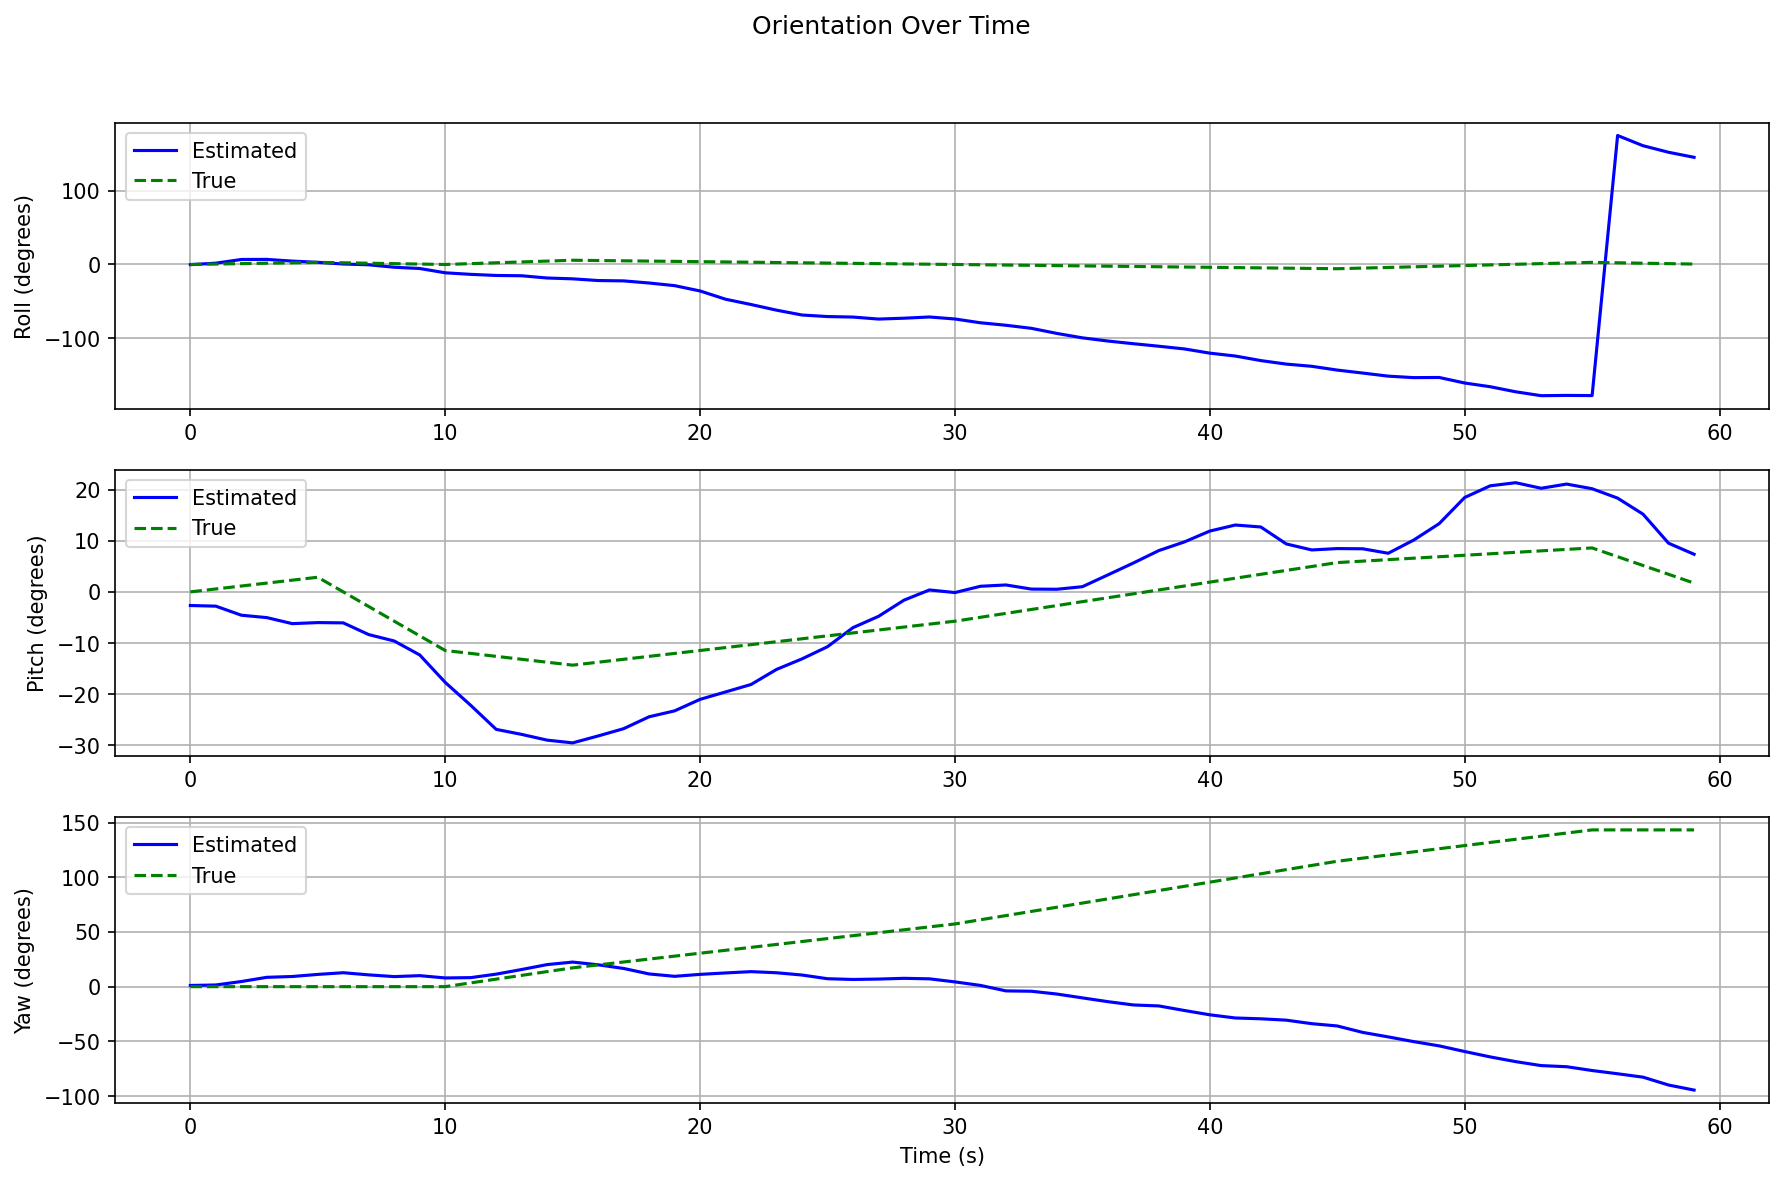 Orientation Over Time
Estimated
True
Roll (degrees)
100
0
−100
0 10 20 30 40 50 60
Estimated
True
Pitch (degrees)
20
10
0
−10
−20
−30
0 10 20 30 40 50 60
Estimated
True
Yaw (degrees)
150
100
50
0
−50
−100
0 10 20 30 40 50 60
Time (s)